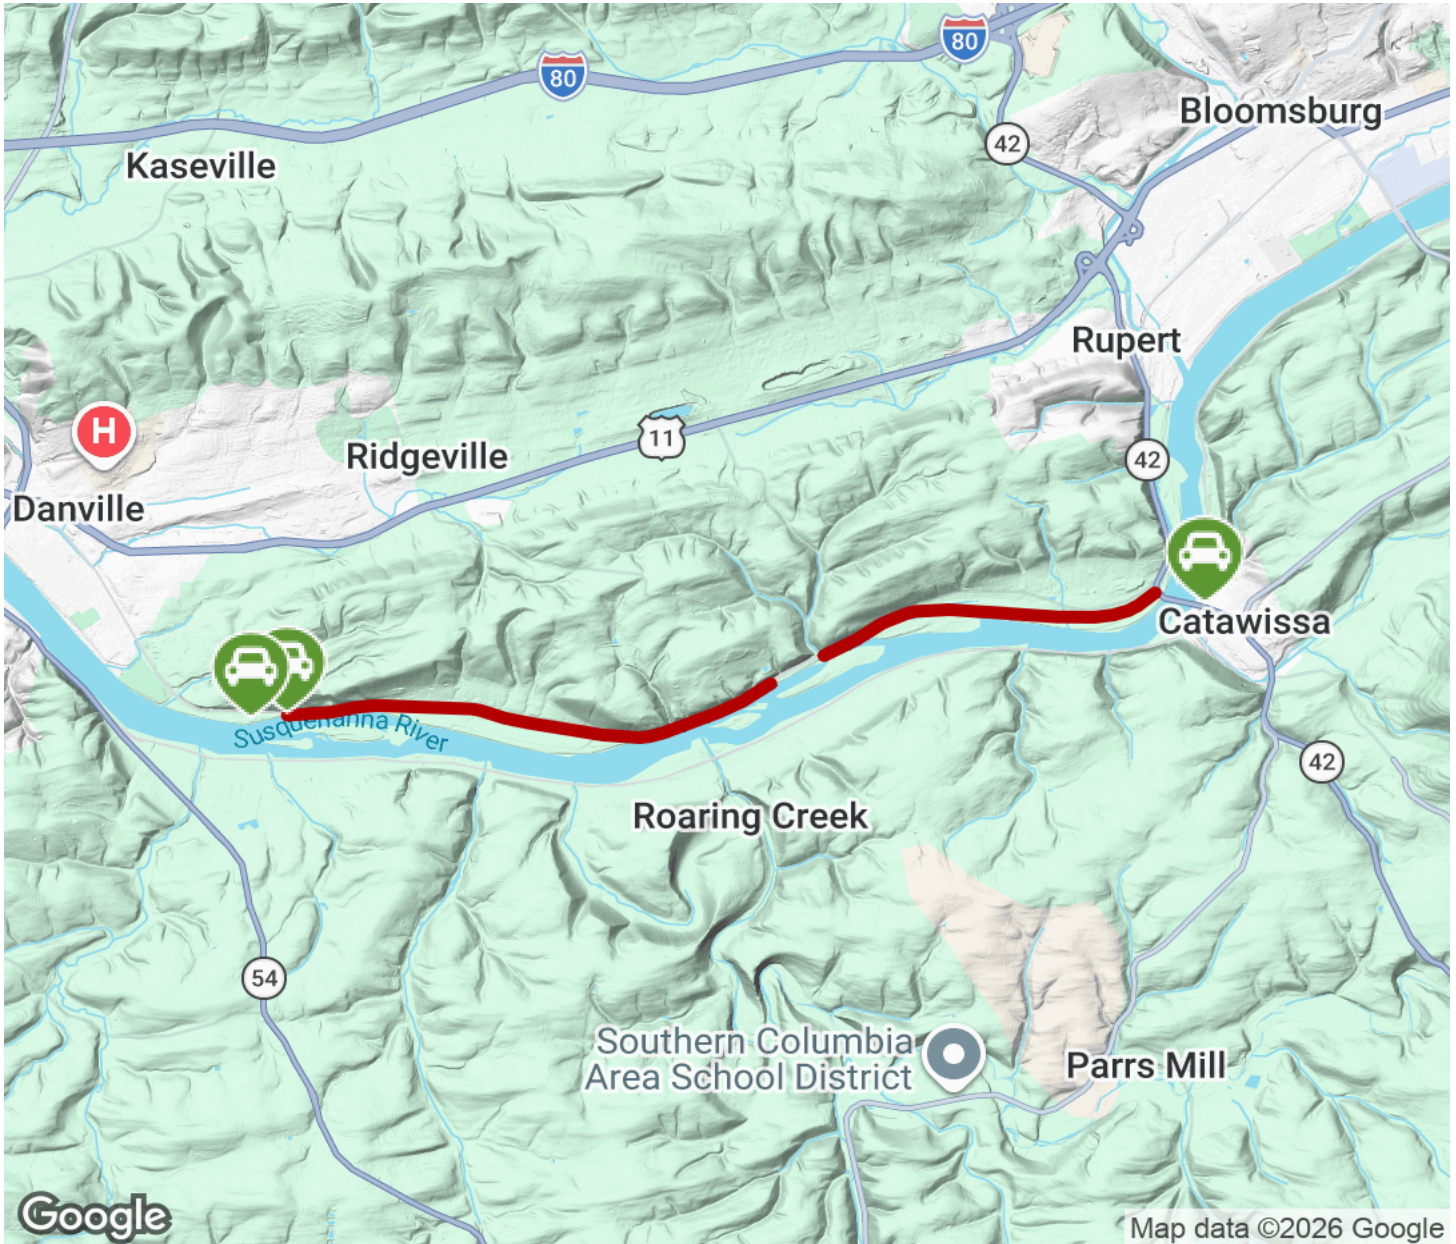 80
80
Bloomsburg
42
Kaseville
Rupert
11
H
Ridgeville
42
Danville
Catawissa
Susquehanna River
42
Roaring Creek
54
Southern Columbia
Area School District
Parrs Mill
Google
Map data ©2026 Google